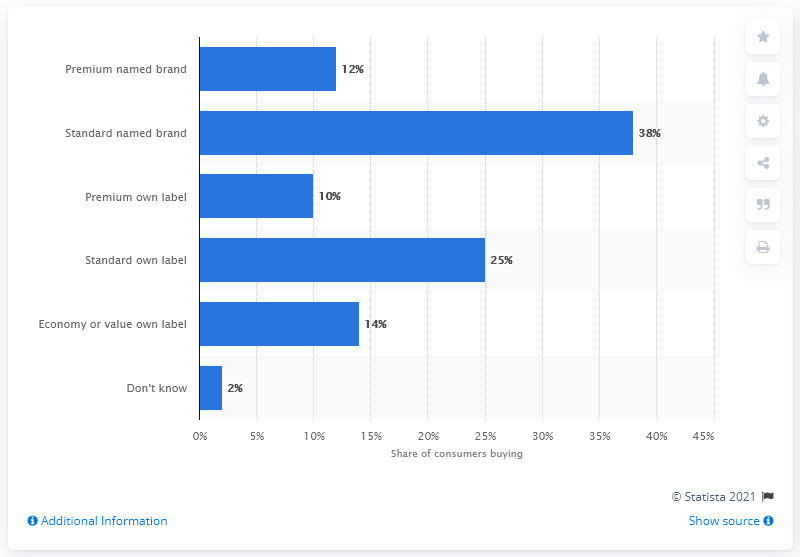 Premium named brand
12%
Standard named brand
38%
Premium own label
10%
Standard own label
25%
Economy or value own label
14%
Don't know
2%
0% 5% 10% 15% 20% 25% 30% 35% 40% 45%
Share of consumers buying
© Statista 2021
Additional Information
Show source